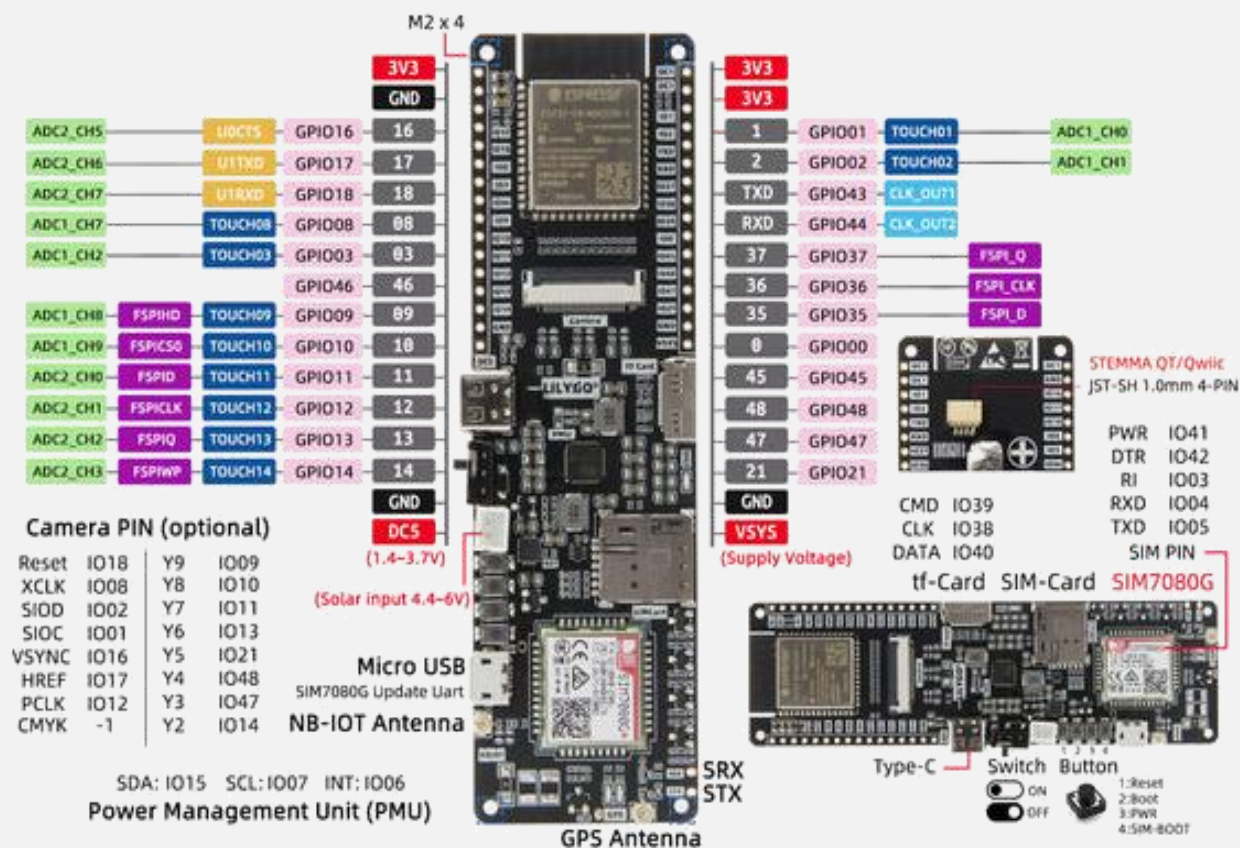 M2 x 4
3V3
GND
ADC2_CH5 U0CTS GPIO16 16
ADC2_CH6 U1TXD GPIO17 17
ADC2_CH7 U1RXD GPIO18 18
ADC1_CH7 TOUCH08 GPIO08 08
ADC1_CH2 TOUCH03 GPIO03 03
GPIO46 46
ADC1_CH8 FSPIHD TOUCH09 GPIO09 09
ADC1_CH9 FSPICS0 TOUCH10 GPIO10 10
ADC2_CH0 FSPID TOUCH11 GPIO11 11
ADC2_CH1 FSPICLK TOUCH12 GPIO12 12
ADC2_CH2 FSPIQ TOUCH13 GPIO13 13
ADC2_CH3 FSPIWP TOUCH14 GPIO14 14
GND
DC5
(1.4~3.7V)
(Solar input 4.4~6V)
3V3
3V3
1 GPIO01 TOUCH01 ADC1_CH0
2 GPIO02 TOUCH02 ADC1_CH1
TXD GPIO43 CLK_OUT1
RXD GPIO44 CLK_OUT2
37 GPIO37 FSPI_Q
36 GPIO36 FSPI_CLK
35 GPIO35 FSPI_D
0 GPIO00
45 GPIO45
48 GPIO48
47 GPIO47
21 GPIO21
GND
VSYS
(Supply Voltage)
Camera
LILYGO
SIM7080G
STEMMA QT/Qwiic
JST-SH 1.0mm 4-PIN
PWR IO41
DTR IO42
RI IO03
RXD IO04
TXD IO05
SIM PIN
CMD IO39
CLK IO38
DATA IO40
tf-Card SIM-Card SIM7080G
Camera PIN (optional)
Reset IO18 Y9 IO09
XCLK IO08 Y8 IO10
SIOD IO02 Y7 IO11
SIOC IO01 Y6 IO13
VSYNC IO16 Y5 IO21
HREF IO17 Y4 IO48
PCLK IO12 Y3 IO47
CMYK -1 Y2 IO14
Micro USB
SIM7080G Update Uart
NB-IOT Antenna
SDA: IO15 SCL: IO07 INT: IO06
Power Management Unit (PMU)
SRX
STX
GPS Antenna
Type-C Switch Button
ON
OFF
1 2 3 4
1:Reset
2:Boot
3:PWR
4:SIM-BOOT